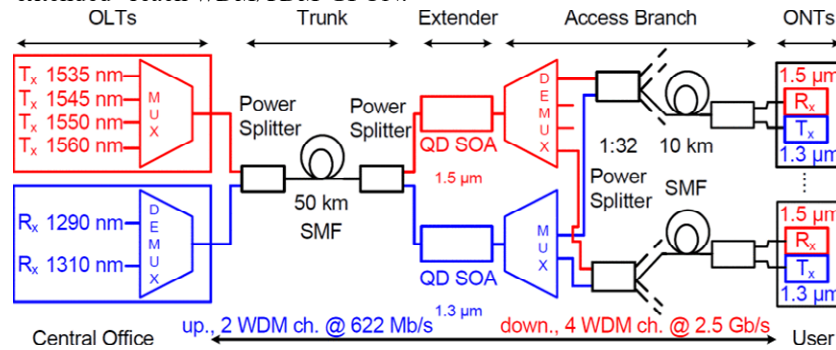 OLTs Trunk Extender Access Branch ONTs
Tx 1535 nm
Tx 1545 nm
Tx 1550 nm
Tx 1560 nm
MUX
Power Splitter
Power Splitter
50 km
SMF
QD SOA
1.5 µm
DEMUX
1:32
10 km
1.5 µm
Rx
Tx
1.3 µm
Rx 1290 nm
Rx 1310 nm
DEMUX
QD SOA
1.3 µm
MUX
Power Splitter
SMF
1.5 µm
Rx
Tx
1.3 µm
Central Office
up., 2 WDM ch. @ 622 Mb/s
down., 4 WDM ch. @ 2.5 Gb/s
User